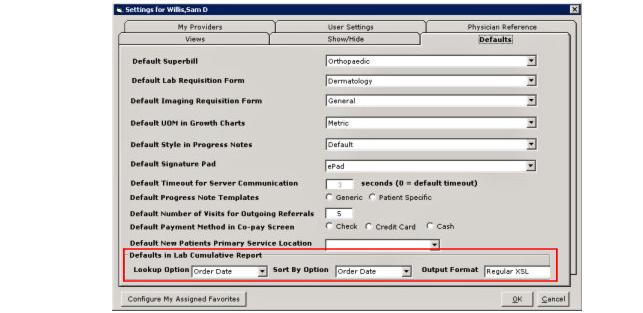 Settings for Willis,Sam D
My Providers User Settings Physician Reference
Views Show/Hide Defaults
Default Superbill Orthopaedic
Default Lab Requisition Form Dermatology
Default Imaging Requisition Form General
Default UOM in Growth Charts Metric
Default Style in Progress Notes Default
Default Signature Pad ePad
Default Timeout for Server Communication 3 seconds (0 = default timeout)
Default Progress Note Templates Generic Patient Specific
Default Number of Visits for Outgoing Referrals 5
Default Payment Method in Co-pay Screen Check Credit Card Cash
Default New Patients Primary Service Location
Defaults in Lab Cumulative Report
Lookup Option Order Date Sort By Option Order Date Output Format Regular XSL
Configure My Assigned Favorites OK Cancel